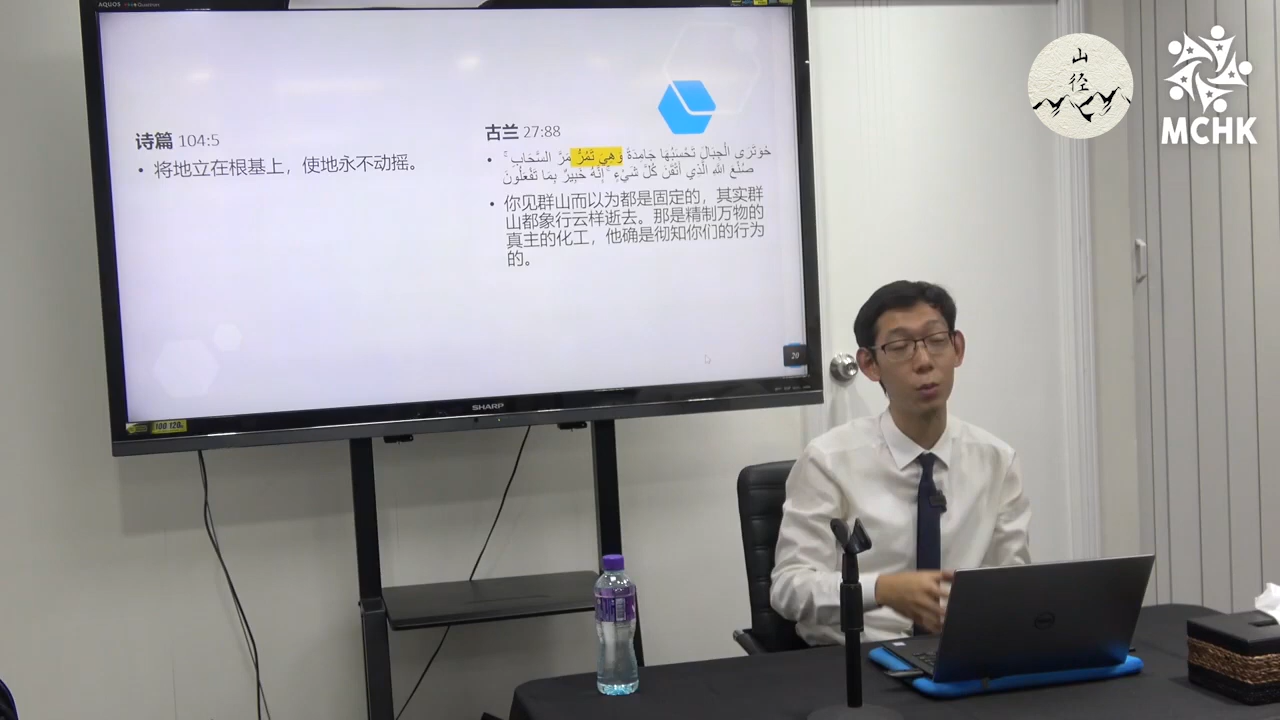 AQUOS
诗篇 104:5
• 将地立在根基上，使地永不动摇。
古兰 27:88
• وَتَرَى الْجِبَالَ تَحْسَبُهَا جَامِدَةً وَهِيَ تَمُرُّ مَرَّ السَّحَابِ ۚ
صُنْعَ اللَّهِ الَّذِي أَتْقَنَ كُلَّ شَيْءٍ ۚ إِنَّهُ خَبِيرٌ بِمَا تَفْعَلُونَ
• 你见群山而以为都是固定的，其实群
山都象行云样逝去。那是精制万物的
真主的化工，他确是彻知你们的行为
的。
20
SHARP
山
径
MCHK
DELL